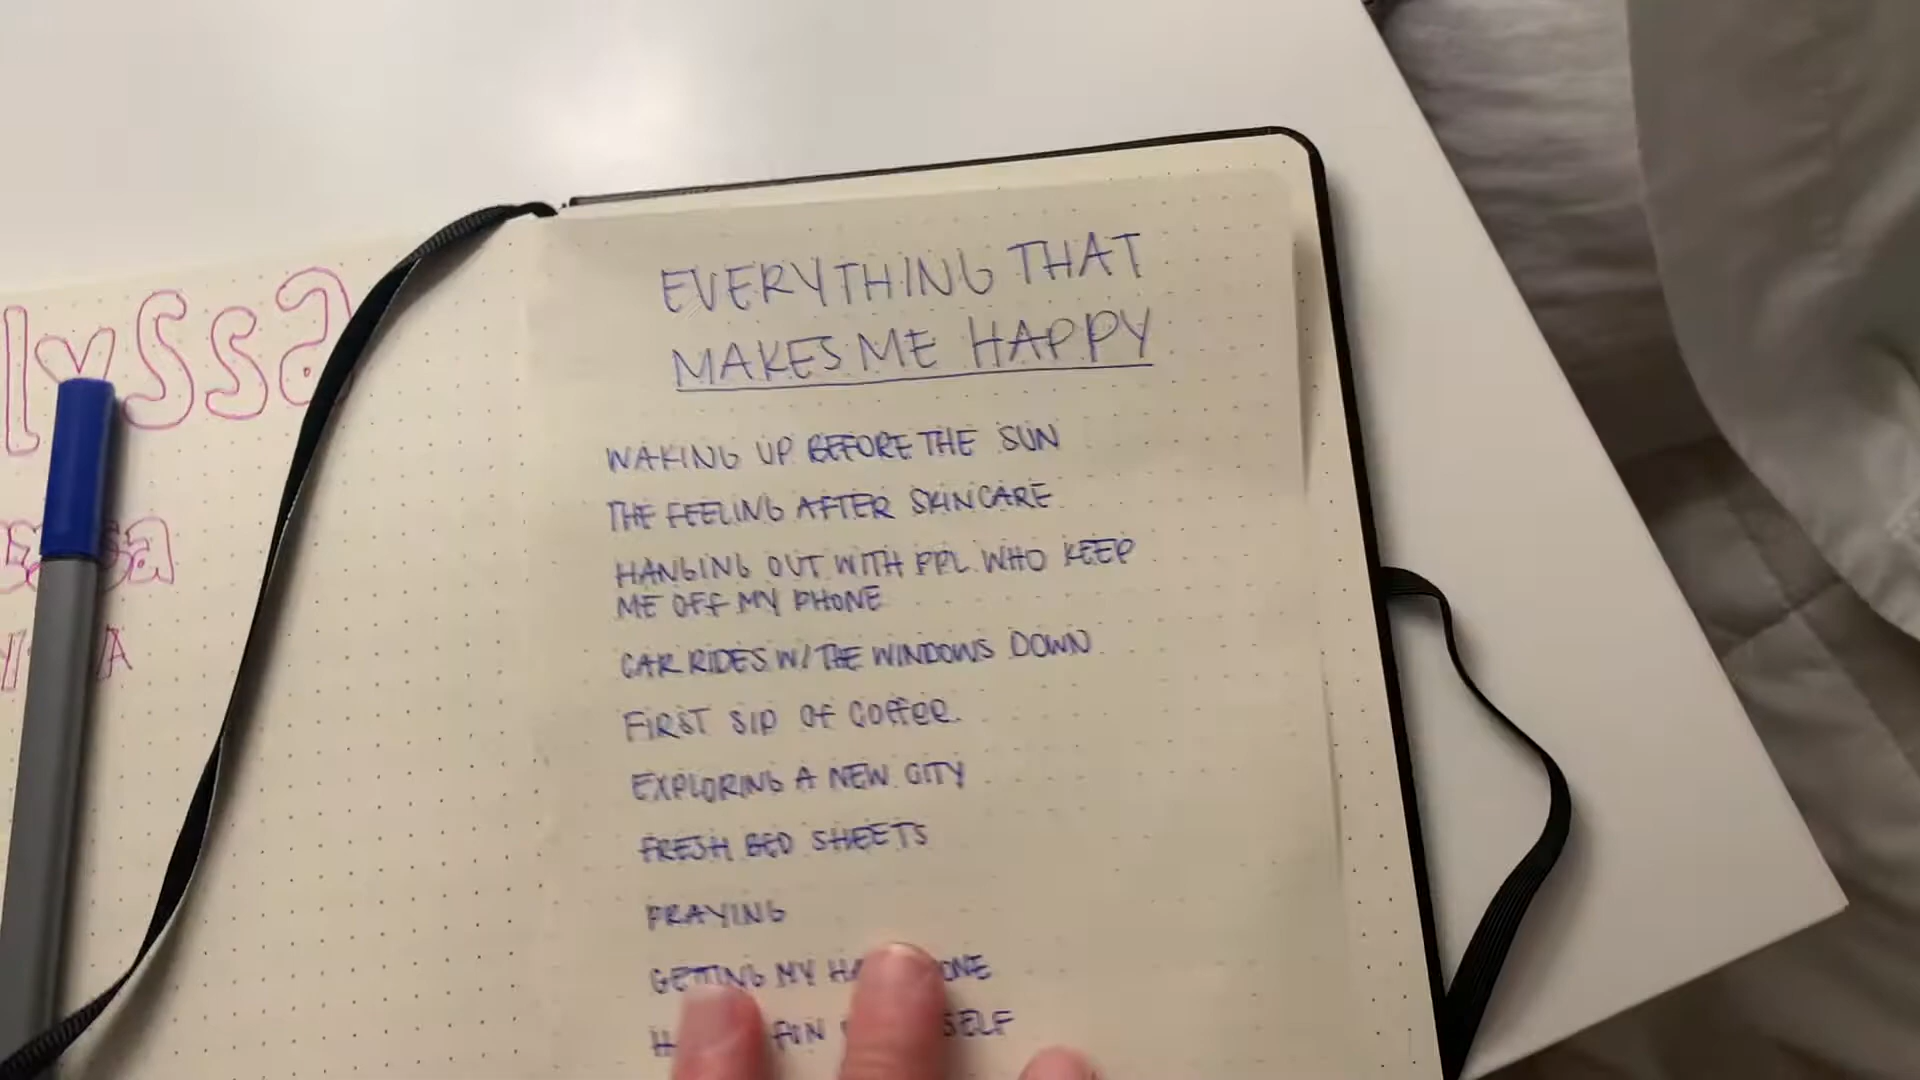 lyssa
EVERYTHING THAT
MAKES ME HAPPY
WAKING UP BEFORE THE SUN
THE FEELING AFTER SKINCARE
HANGING OUT WITH PPL WHO KEEP
ME OFF MY PHONE
CAR RIDES W/ THE WINDOWS DOWN
FIRST SIP OF COFFEE.
EXPLORING A NEW CITY
FRESH BED SHEETS
PRAYING
GETTING MY